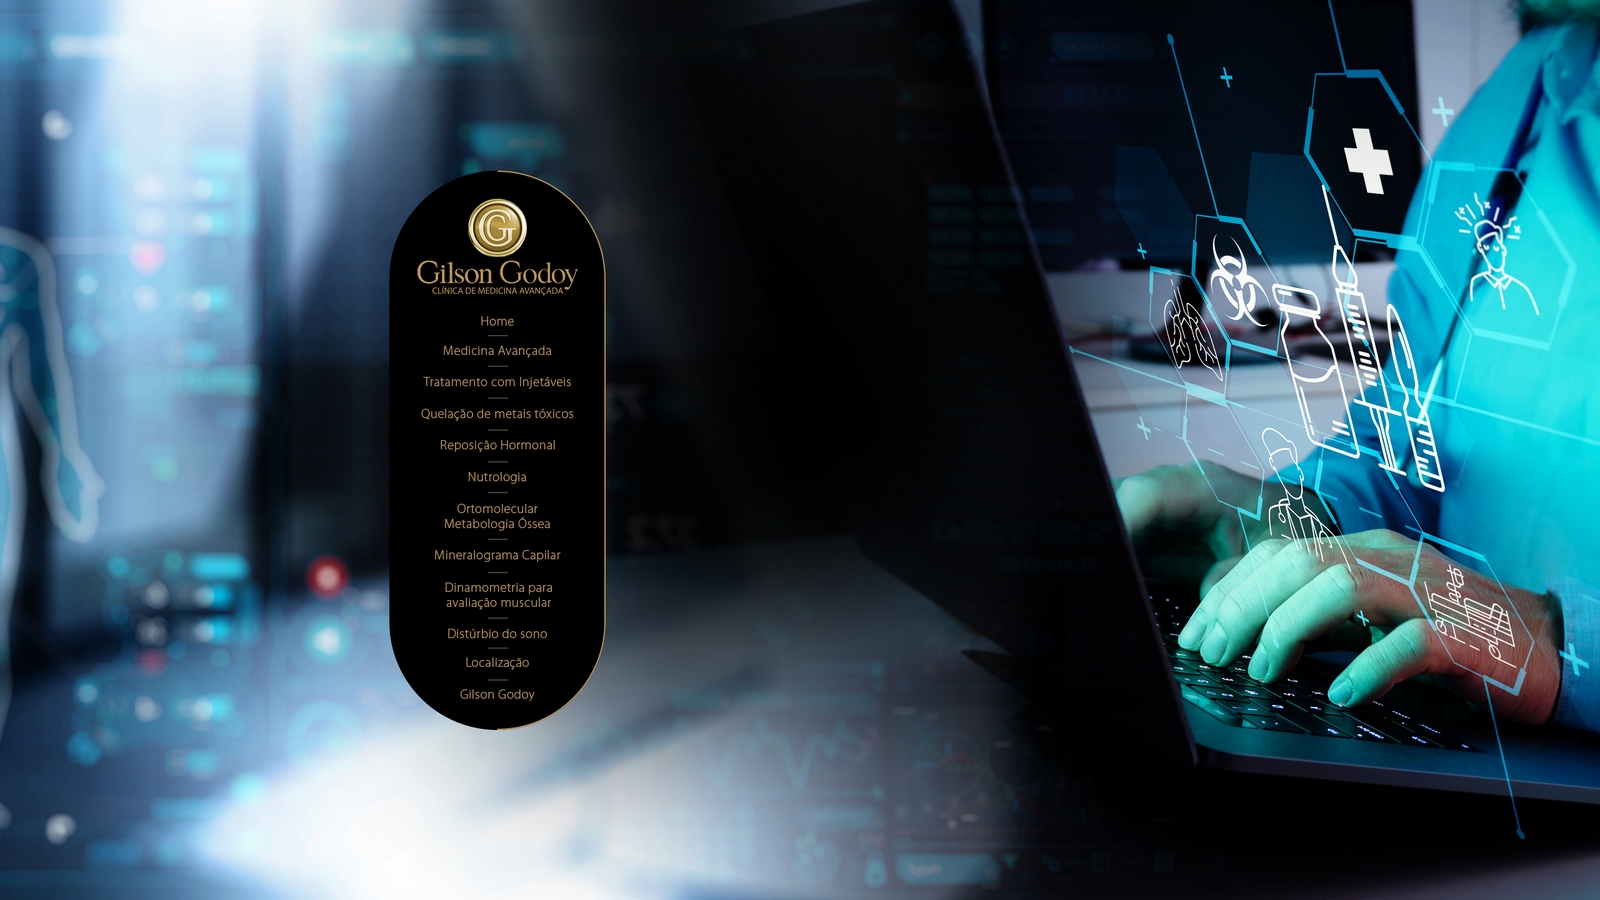 Gilson Godoy
CLÍNICA DE MEDICINA AVANÇADA
Home
Medicina Avançada
Tratamento com Injetáveis
Quelação de metais tóxicos
Reposição Hormonal
Nutrologia
Ortomolecular
Metabologia Óssea
Mineralograma Capilar
Dinamometria para
avaliação muscular
Distúrbio do sono
Localização
Gilson Godoy